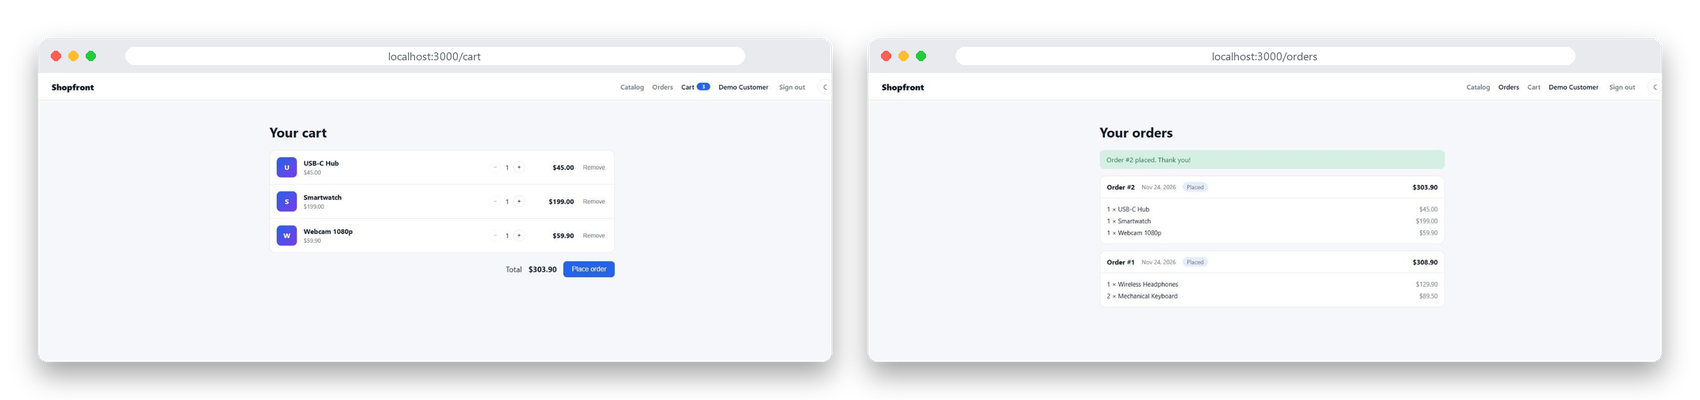 localhost:3000/cart
Shopfront
Catalog Orders Cart 3 Demo Customer Sign out C
Your cart
U USB-C Hub $45.00 − 1 + $45.00 Remove
S Smartwatch $199.00 − 1 + $199.00 Remove
W Webcam 1080p $59.90 − 1 + $59.90 Remove
Total $303.90 Place order
localhost:3000/orders
Shopfront
Catalog Orders Cart Demo Customer Sign out C
Your orders
Order #2 placed. Thank you!
Order #2 Nov 24, 2026 Placed $303.90
1 × USB-C Hub $45.00
1 × Smartwatch $199.00
1 × Webcam 1080p $59.90
Order #1 Nov 24, 2026 Placed $308.90
1 × Wireless Headphones $129.90
2 × Mechanical Keyboard $89.50